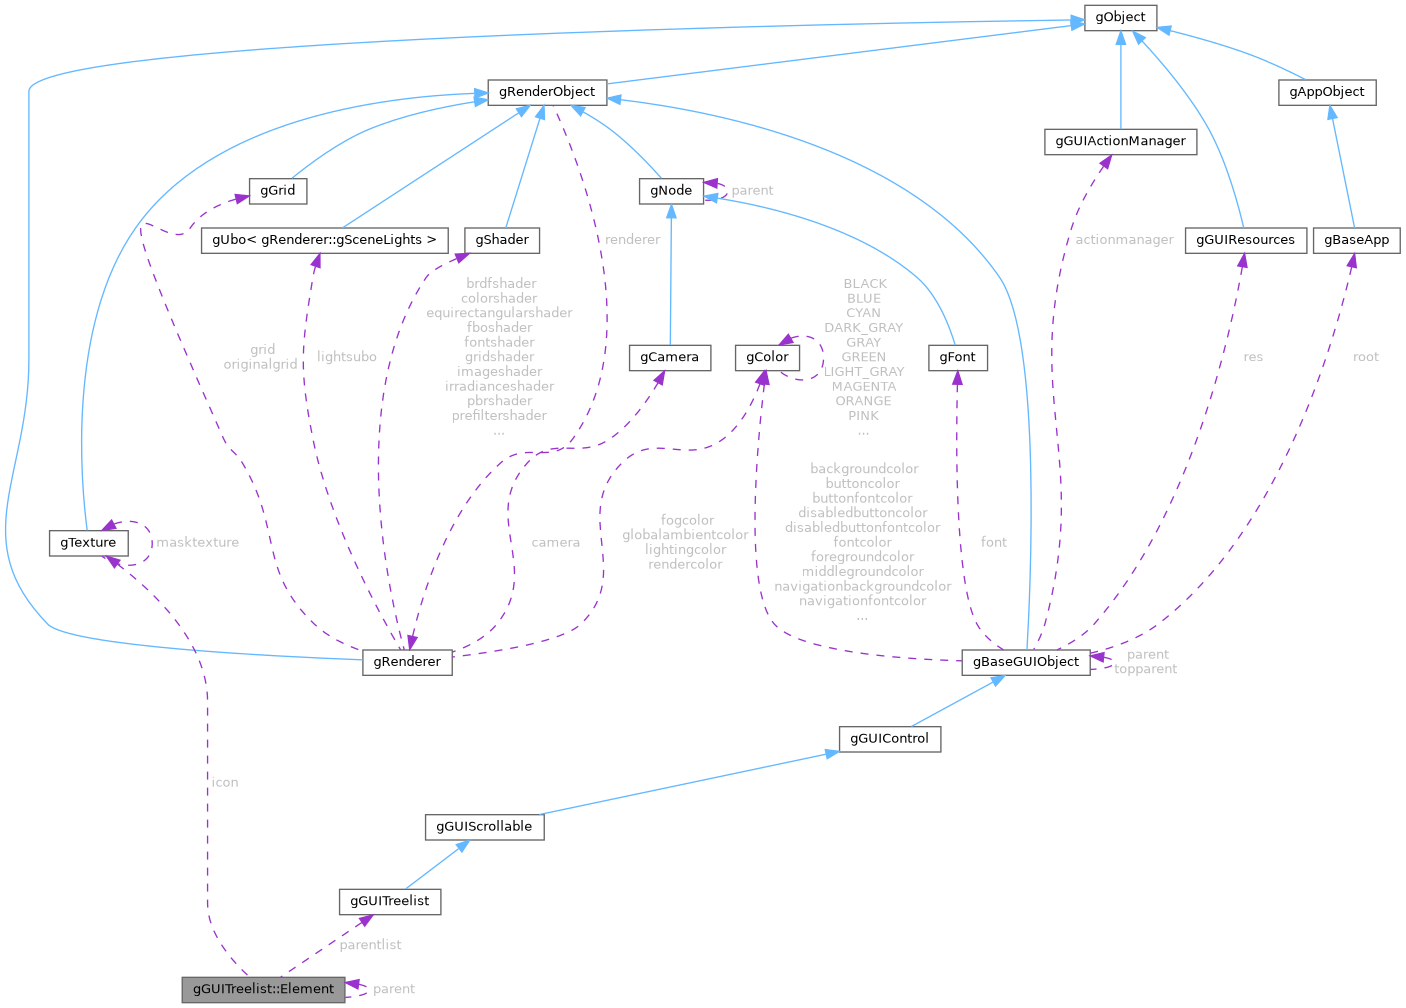 gObject
gRenderObject
gAppObject
gGUIActionManager
gGrid
gNode
parent
gUbo< gRenderer::gSceneLights >
gShader
renderer
actionmanager
gGUIResources
gBaseApp
brdfshader
colorshader
equirectangularshader
fboshader
fontshader
gridshader
imageshader
irradianceshader
pbrshader
prefiltershader
...
BLACK
BLUE
CYAN
DARK_GRAY
GRAY
GREEN
LIGHT_GRAY
MAGENTA
ORANGE
PINK
...
grid
originalgrid
lightsubo
gCamera
gColor
gFont
res
root
backgroundcolor
buttoncolor
buttonfontcolor
disabledbuttoncolor
disabledbuttonfontcolor
fontcolor
foregroundcolor
middlegroundcolor
navigationbackgroundcolor
navigationfontcolor
...
gTexture
masktexture
camera
fogcolor
globalambientcolor
lightingcolor
rendercolor
font
gRenderer
gBaseGUIObject
parent
topparent
gGUIControl
icon
gGUIScrollable
gGUITreelist
parentlist
gGUITreelist::Element
parent